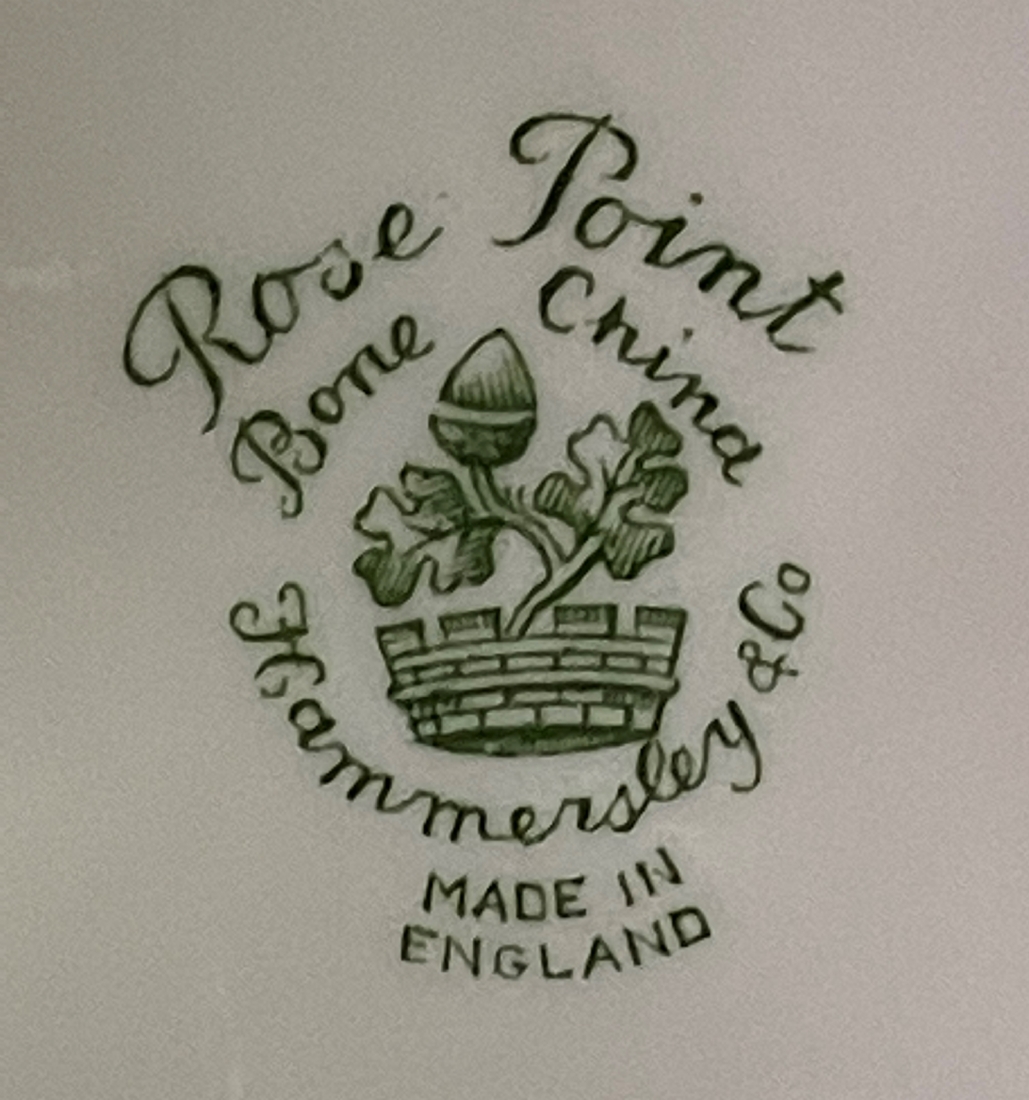 Rose Point
Bone China
Hammersley & Co
MADE IN
ENGLAND